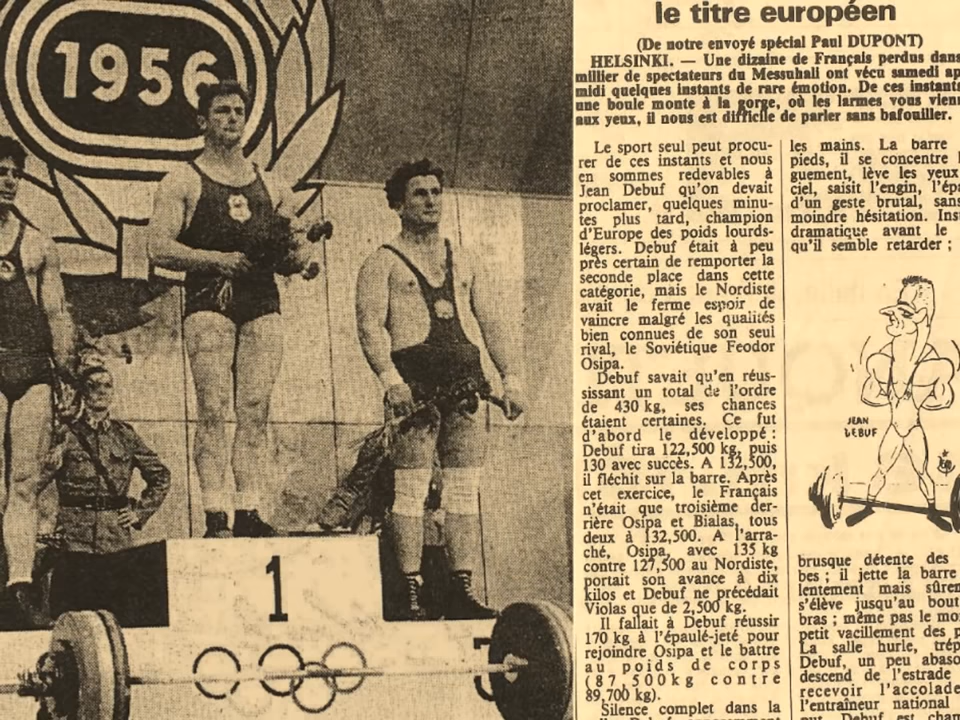 1956
1
le titre européen
(De notre envoyé spécial Paul DUPONT)
HELSINKI. — Une dizaine de Français perdus dans
millier de spectateurs du Messuhall ont vécu samedi
midi quelques instants de rare émotion. De ces instants
une boule monte à la gorge, où les larmes vous
aux yeux, il nous est difficile de parler sans bafouiller.
Le sport seul peut procu-
rer de ces instants et nous
en sommes redevables à
Jean Debuf qu'on devait
proclamer, quelques minu-
tes plus tard, champion
d'Europe des poids lourds-
légers. Debuf était à peu
près certain de remporter la
seconde place dans cette
catégorie, mais le Nordiste
avait le ferme espoir de
vaincre malgré les qualités
bien connues de son seul
rival, le Soviétique Feodor
Osipa.
Debuf savait qu'en réus-
sissant un total de l'ordre
de 430 kg, ses chances
étaient certaines. Ce fut
d'abord le développé :
Debuf tira 122,500 kg, puis
130 avec succès. A 132,500,
il fléchit sur la barre. Après
cet exercice, le Français
n'était que troisième der-
rière Osipa et Bialas, tous
deux à 132,500. A l'arra-
ché, Osipa, avec 135 kg
contre 127,500 au Nordiste,
portait son avance à dix
kilos et Debuf ne précédait
Violas que de 2,500 kg.
Il fallait à Debuf réussir
170 kg à l'épaulé-jeté pour
rejoindre Osipa et le battre
au poids de corps
(87,500kg contre
89,700 kg).
Silence complet dans la
les mains. La barre
pieds, il se concentre
guement, lève les yeux
ciel, saisit l'engin,
d'un geste brutal, sans
moindre hésitation.
dramatique avant le
qu'il semble retarder ;
JEAN
DEBUF
brusque détente des
bes ; il jette la barre
lentement mais
s'élève jusqu'au bout
bras ; même pas le
petit vacillement des
La salle hurle,
Debuf, un peu
descend de l'estrade
recevoir l'accolade
l'entraîneur national